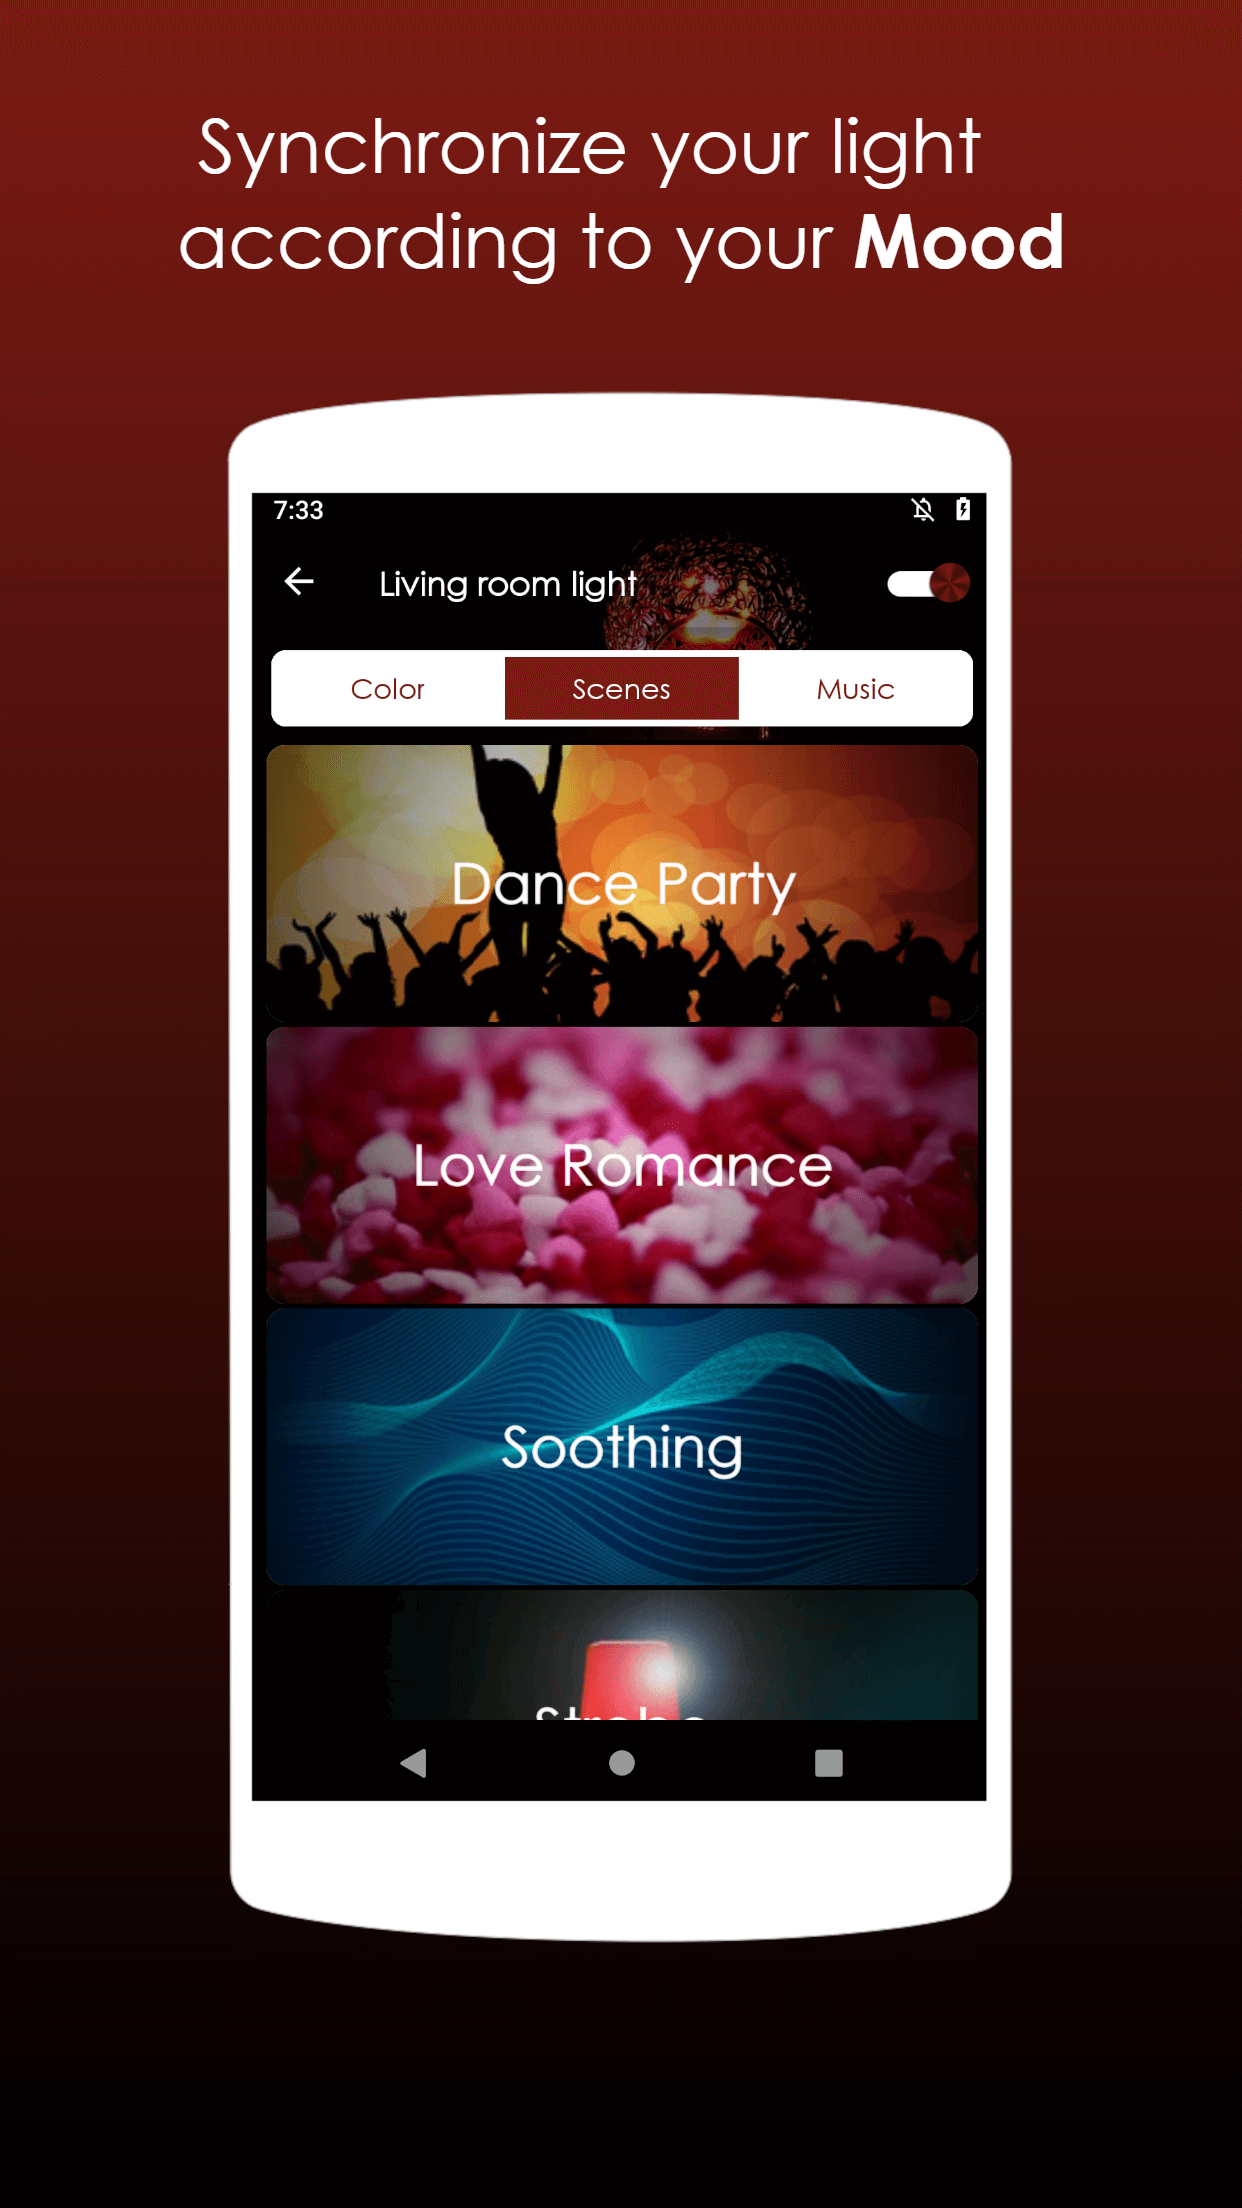 Synchronize your light
according to your Mood
7:33
Living room light
Color
Scenes
Music
Dance Party
Love Romance
Soothing